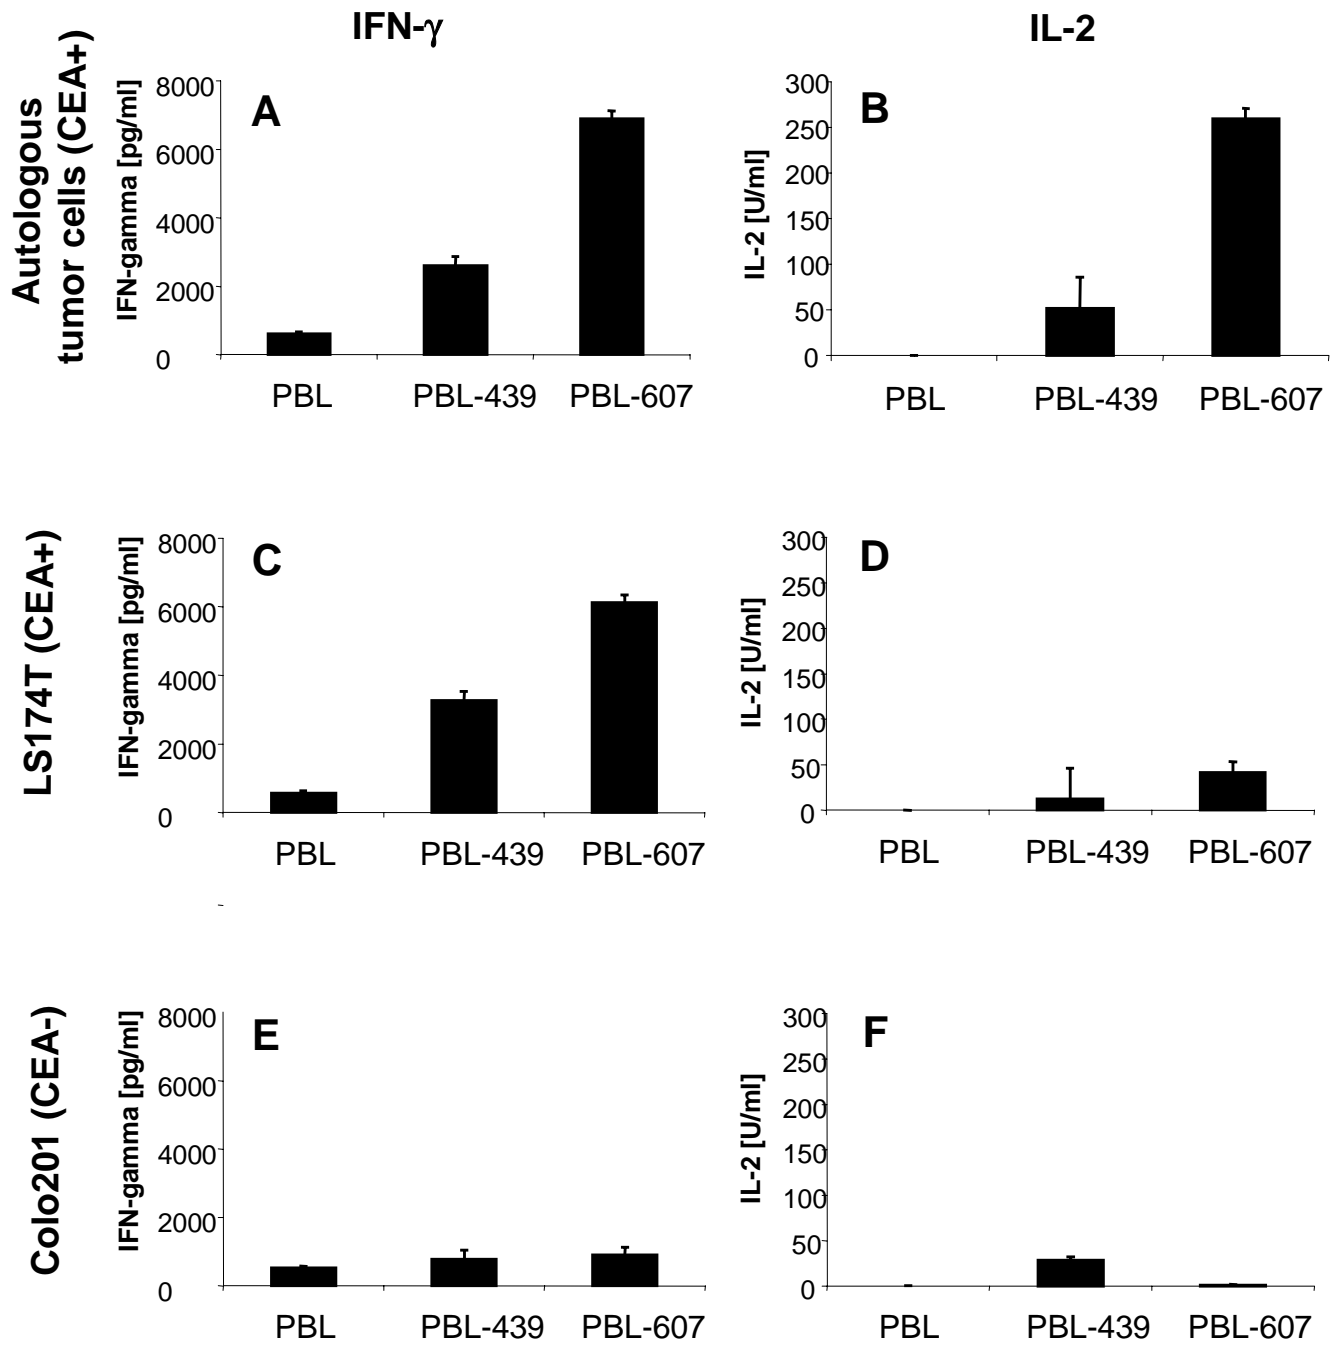 IFN-γ
IL-2
Autologous
tumor cells (CEA+)
IFN-gamma [pg/ml]
8000
6000
4000
2000
0
A
PBL
PBL-439
PBL-607
IL-2 [U/ml]
300
250
200
150
100
50
0
B
PBL
PBL-439
PBL-607
LS174T (CEA+)
IFN-gamma [pg/ml]
8000
6000
4000
2000
0
C
PBL
PBL-439
PBL-607
IL-2 [U/ml]
300
250
200
150
100
50
0
D
PBL
PBL-439
PBL-607
Colo201 (CEA-)
IFN-gamma [pg/ml]
8000
6000
4000
2000
0
E
PBL
PBL-439
PBL-607
IL-2 [U/ml]
300
250
200
150
100
50
0
F
PBL
PBL-439
PBL-607